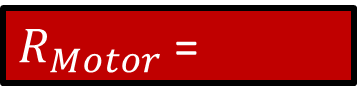 R_Motor =